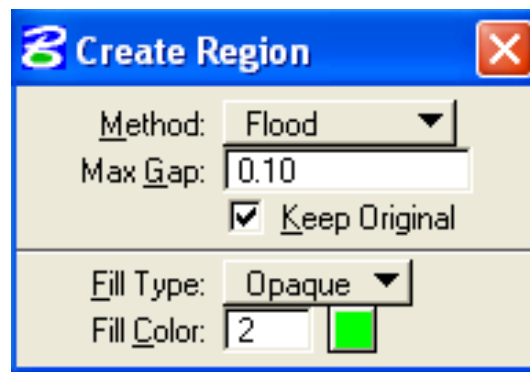 Create Region
Method: Flood
Max Gap: 0.10
Keep Original
Fill Type: Opaque
Fill Color: 2